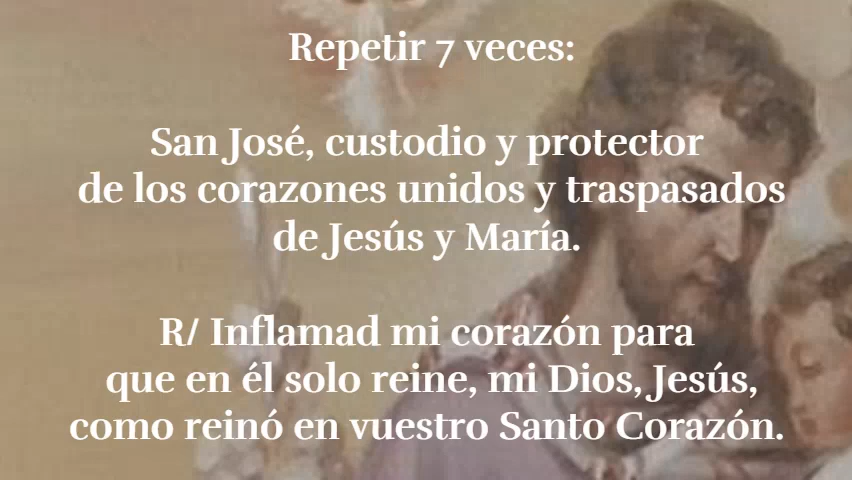 Repetir 7 veces:
San José, custodio y protector
de los corazones unidos y traspasados
de Jesús y María.
R/ Inflamad mi corazón para
que en él solo reine, mi Dios, Jesús,
como reinó en vuestro Santo Corazón.